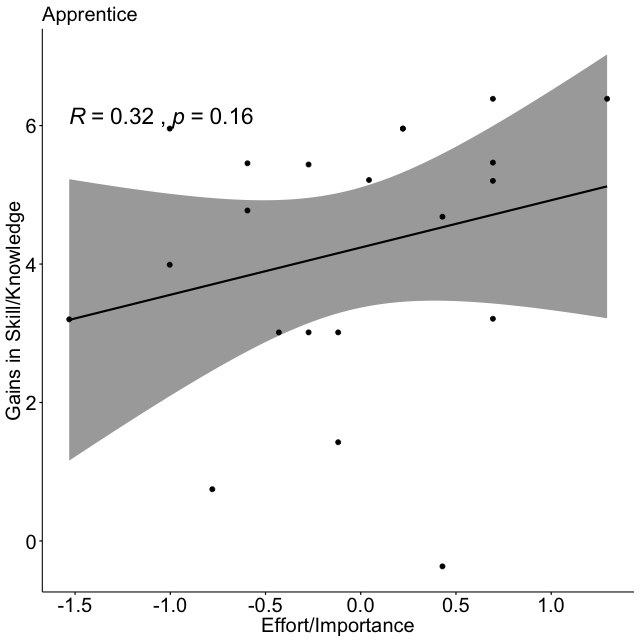 Apprentice
R = 0.32 , p = 0.16
6
4
2
0
Gains in Skill/Knowledge
-1.5 -1.0 -0.5 0.0 0.5 1.0
Effort/Importance